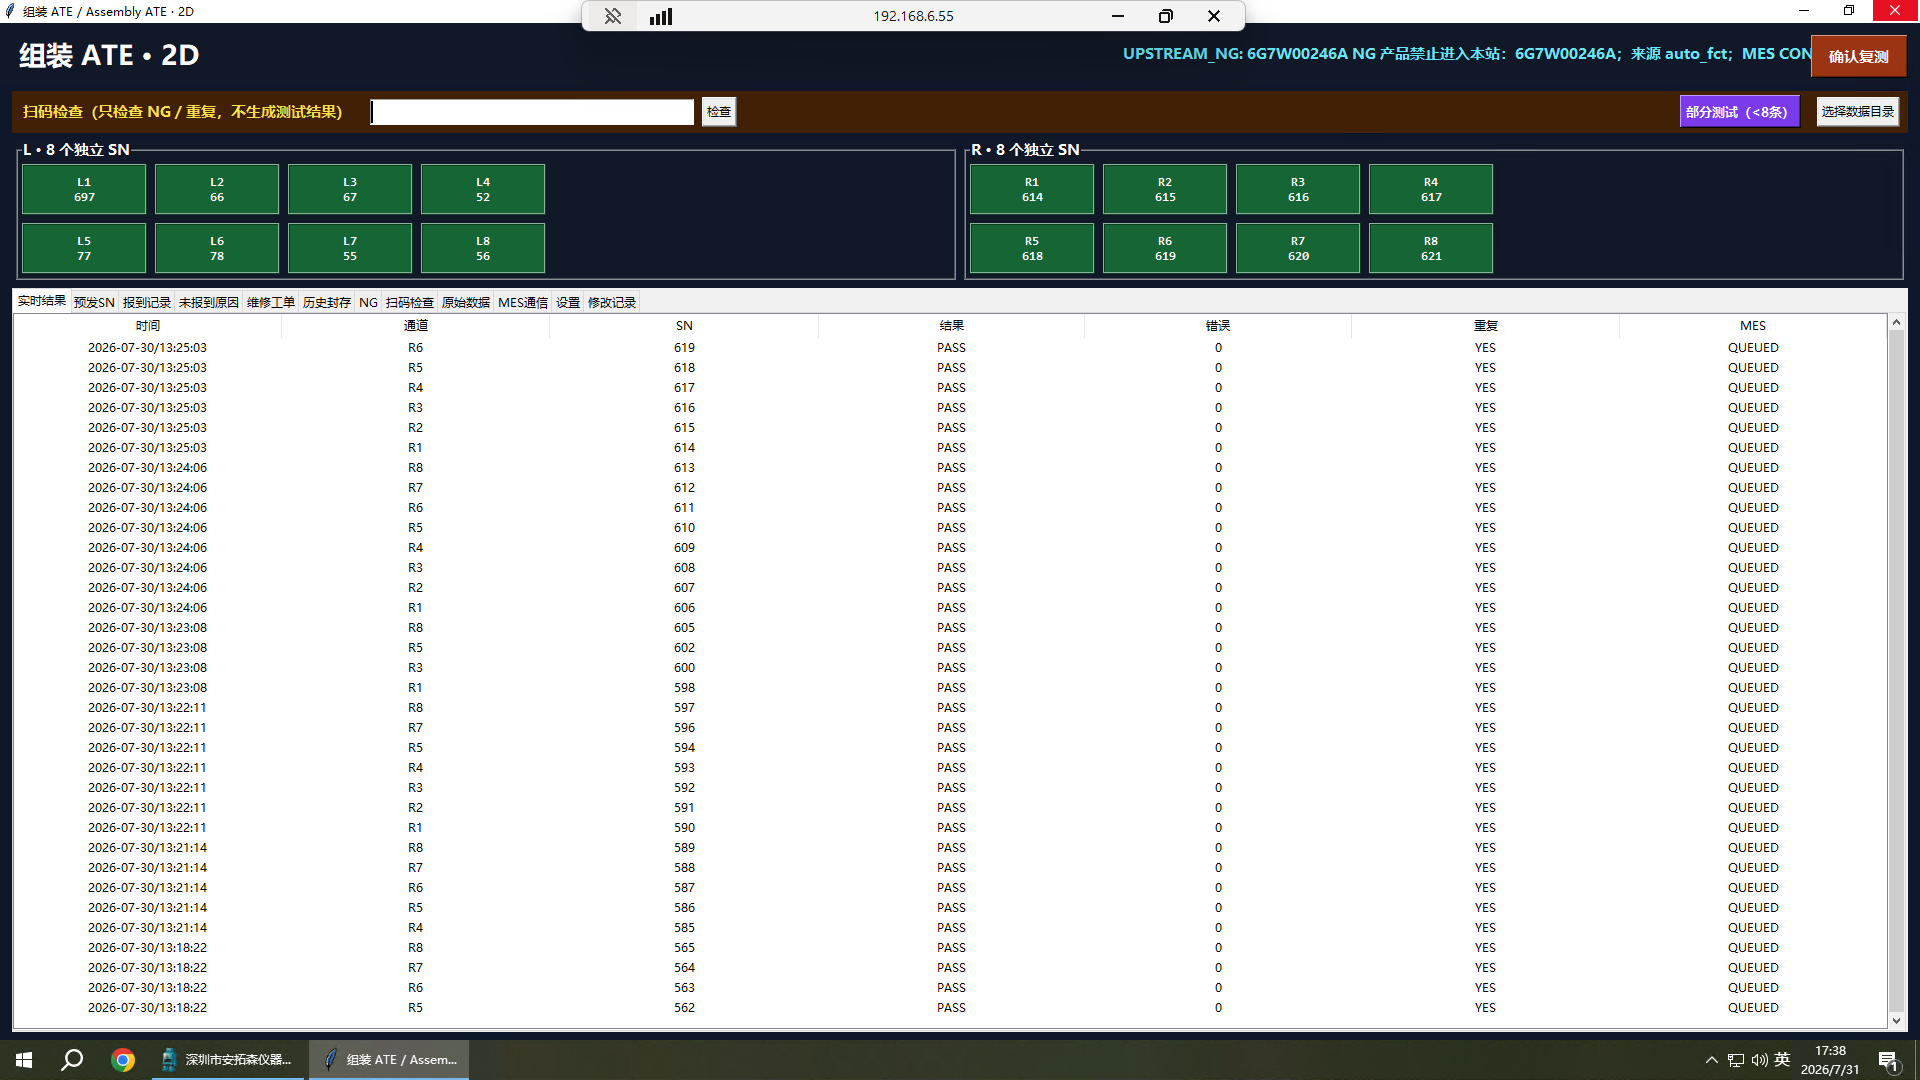 组装 ATE / Assembly ATE · 2D
192.168.6.55
组装 ATE • 2D
UPSTREAM_NG: 6G7W00246A NG 产品禁止进入本站：6G7W00246A；来源 auto_fct；MES CON
确认复测
扫码检查（只检查 NG / 重复，不生成测试结果）
检查
部分测试（<8条）
选择数据目录
L • 8 个独立 SN
L1
697
L2
66
L3
67
L4
52
L5
77
L6
78
L7
55
L8
56
R • 8 个独立 SN
R1
614
R2
615
R3
616
R4
617
R5
618
R6
619
R7
620
R8
621
实时结果 预发SN 报到记录 未报到原因 维修工单 历史封存 NG 扫码检查 原始数据 MES通信 设置 修改记录
时间 通道 SN 结果 错误 重复 MES
2026-07-30/13:25:03 R6 619 PASS 0 YES QUEUED
2026-07-30/13:25:03 R5 618 PASS 0 YES QUEUED
2026-07-30/13:25:03 R4 617 PASS 0 YES QUEUED
2026-07-30/13:25:03 R3 616 PASS 0 YES QUEUED
2026-07-30/13:25:03 R2 615 PASS 0 YES QUEUED
2026-07-30/13:25:03 R1 614 PASS 0 YES QUEUED
2026-07-30/13:24:06 R8 613 PASS 0 YES QUEUED
2026-07-30/13:24:06 R7 612 PASS 0 YES QUEUED
2026-07-30/13:24:06 R6 611 PASS 0 YES QUEUED
2026-07-30/13:24:06 R5 610 PASS 0 YES QUEUED
2026-07-30/13:24:06 R4 609 PASS 0 YES QUEUED
2026-07-30/13:24:06 R3 608 PASS 0 YES QUEUED
2026-07-30/13:24:06 R2 607 PASS 0 YES QUEUED
2026-07-30/13:24:06 R1 606 PASS 0 YES QUEUED
2026-07-30/13:23:08 R8 605 PASS 0 YES QUEUED
2026-07-30/13:23:08 R5 602 PASS 0 YES QUEUED
2026-07-30/13:23:08 R3 600 PASS 0 YES QUEUED
2026-07-30/13:23:08 R1 598 PASS 0 YES QUEUED
2026-07-30/13:22:11 R8 597 PASS 0 YES QUEUED
2026-07-30/13:22:11 R7 596 PASS 0 YES QUEUED
2026-07-30/13:22:11 R5 594 PASS 0 YES QUEUED
2026-07-30/13:22:11 R4 593 PASS 0 YES QUEUED
2026-07-30/13:22:11 R3 592 PASS 0 YES QUEUED
2026-07-30/13:22:11 R2 591 PASS 0 YES QUEUED
2026-07-30/13:22:11 R1 590 PASS 0 YES QUEUED
2026-07-30/13:21:14 R8 589 PASS 0 YES QUEUED
2026-07-30/13:21:14 R7 588 PASS 0 YES QUEUED
2026-07-30/13:21:14 R6 587 PASS 0 YES QUEUED
2026-07-30/13:21:14 R5 586 PASS 0 YES QUEUED
2026-07-30/13:21:14 R4 585 PASS 0 YES QUEUED
2026-07-30/13:18:22 R8 565 PASS 0 YES QUEUED
2026-07-30/13:18:22 R7 564 PASS 0 YES QUEUED
2026-07-30/13:18:22 R6 563 PASS 0 YES QUEUED
2026-07-30/13:18:22 R5 562 PASS 0 YES QUEUED
深圳市安拓森仪器...
组装 ATE / Assem...
英
17:38
2026/7/31
1